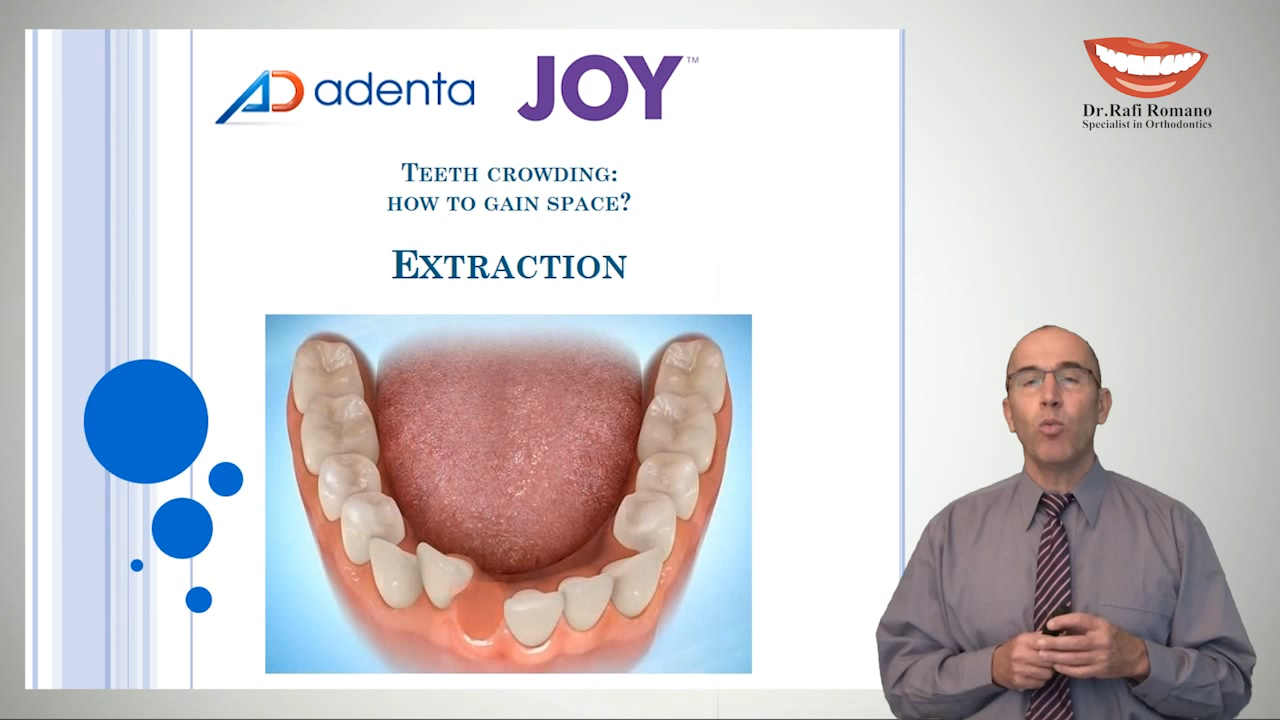 adenta
JOY™
Dr.Rafi Romano
Specialist in Orthodontics
TEETH CROWDING:
HOW TO GAIN SPACE?
EXTRACTION